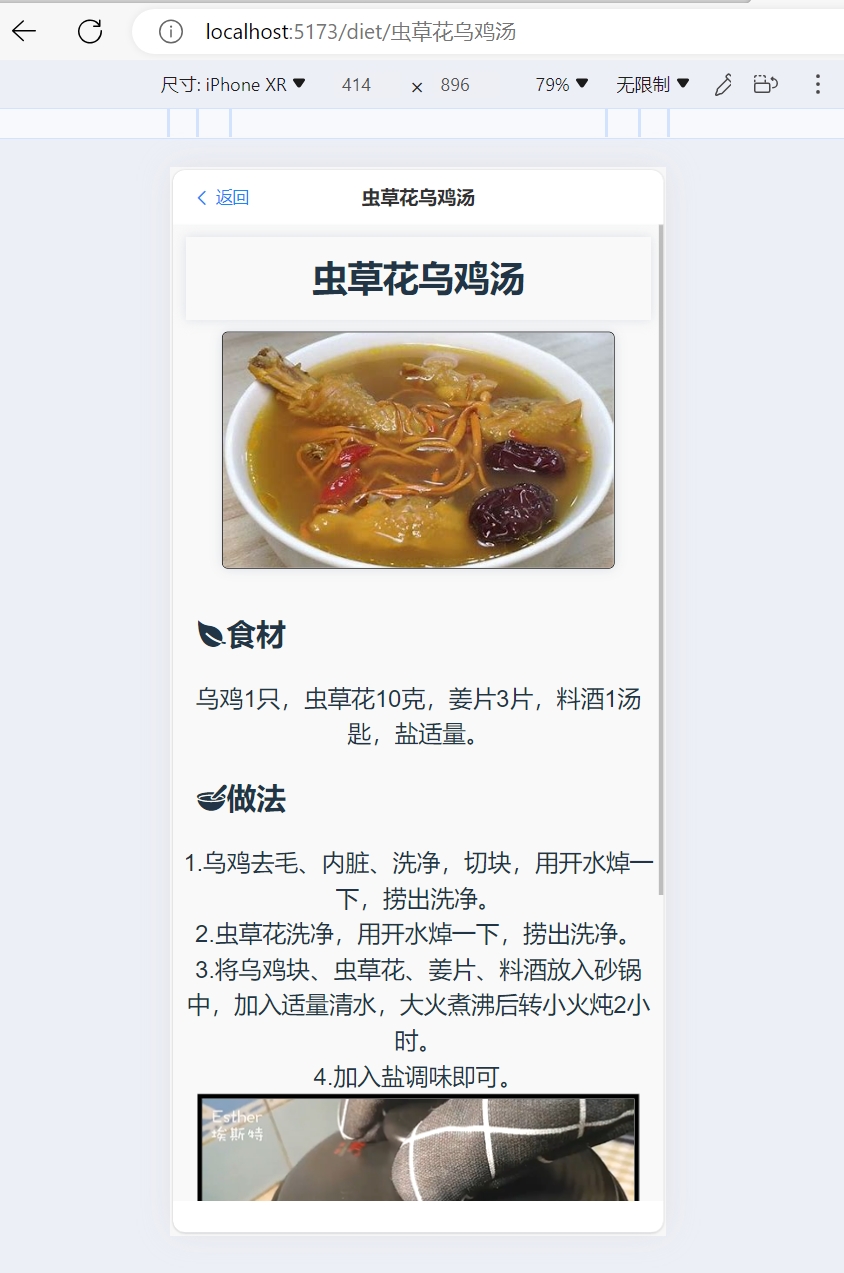 localhost:5173/diet/虫草花乌鸡汤
尺寸: iPhone XR 414 × 896 79% 无限制
返回 虫草花乌鸡汤
虫草花乌鸡汤
食材
乌鸡1只，虫草花10克，姜片3片，料酒1汤
匙，盐适量。
做法
1.乌鸡去毛、内脏、洗净，切块，用开水焯一
下，捞出洗净。
2.虫草花洗净，用开水焯一下，捞出洗净。
3.将乌鸡块、虫草花、姜片、料酒放入砂锅
中，加入适量清水，大火煮沸后转小火炖2小
时。
4.加入盐调味即可。
Esther
埃斯特